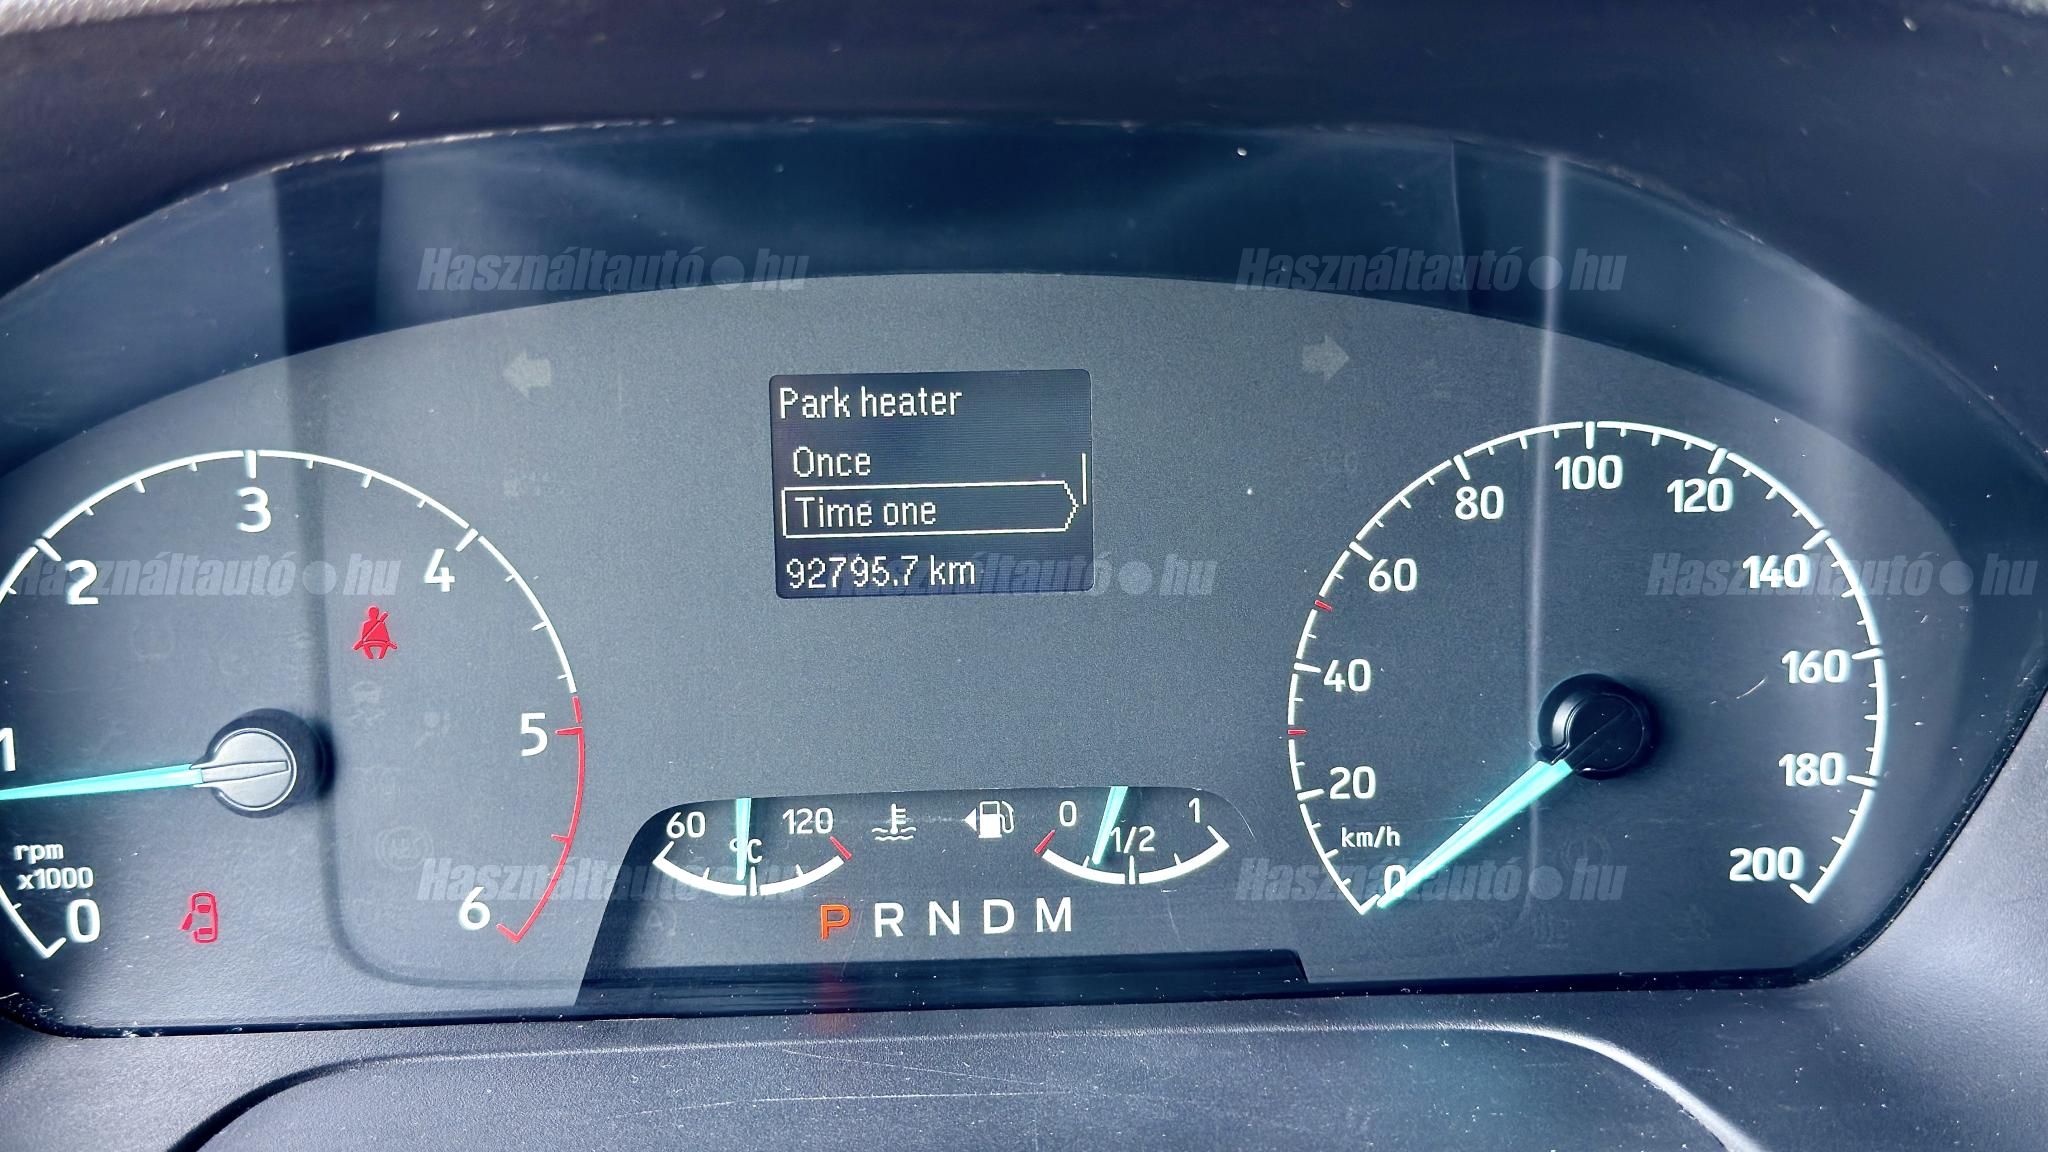 Használtautó.hu Használtautó.hu
Park heater
Once
Time one
92795.7 km
Használtautó.hu Használtautó.hu Használtautó.hu
0 1 2 3 4 5 6
rpm
x1000
60 120
°C
0 1/2 1
P R N D M
0 20 40 60 80 100 120 140 160 180 200
km/h
Használtautó.hu Használtautó.hu